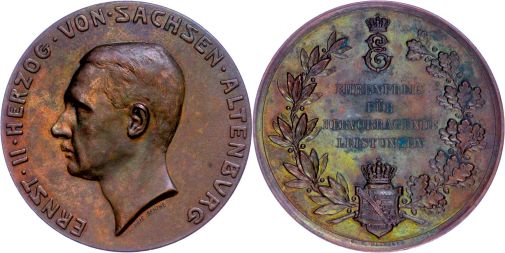 ERNST · II · HERZOG · VON · SACHSEN · ALTENBURG
E
EHRENPREIS
FÜR
HERVORRAGENDE
LEISTUNGEN